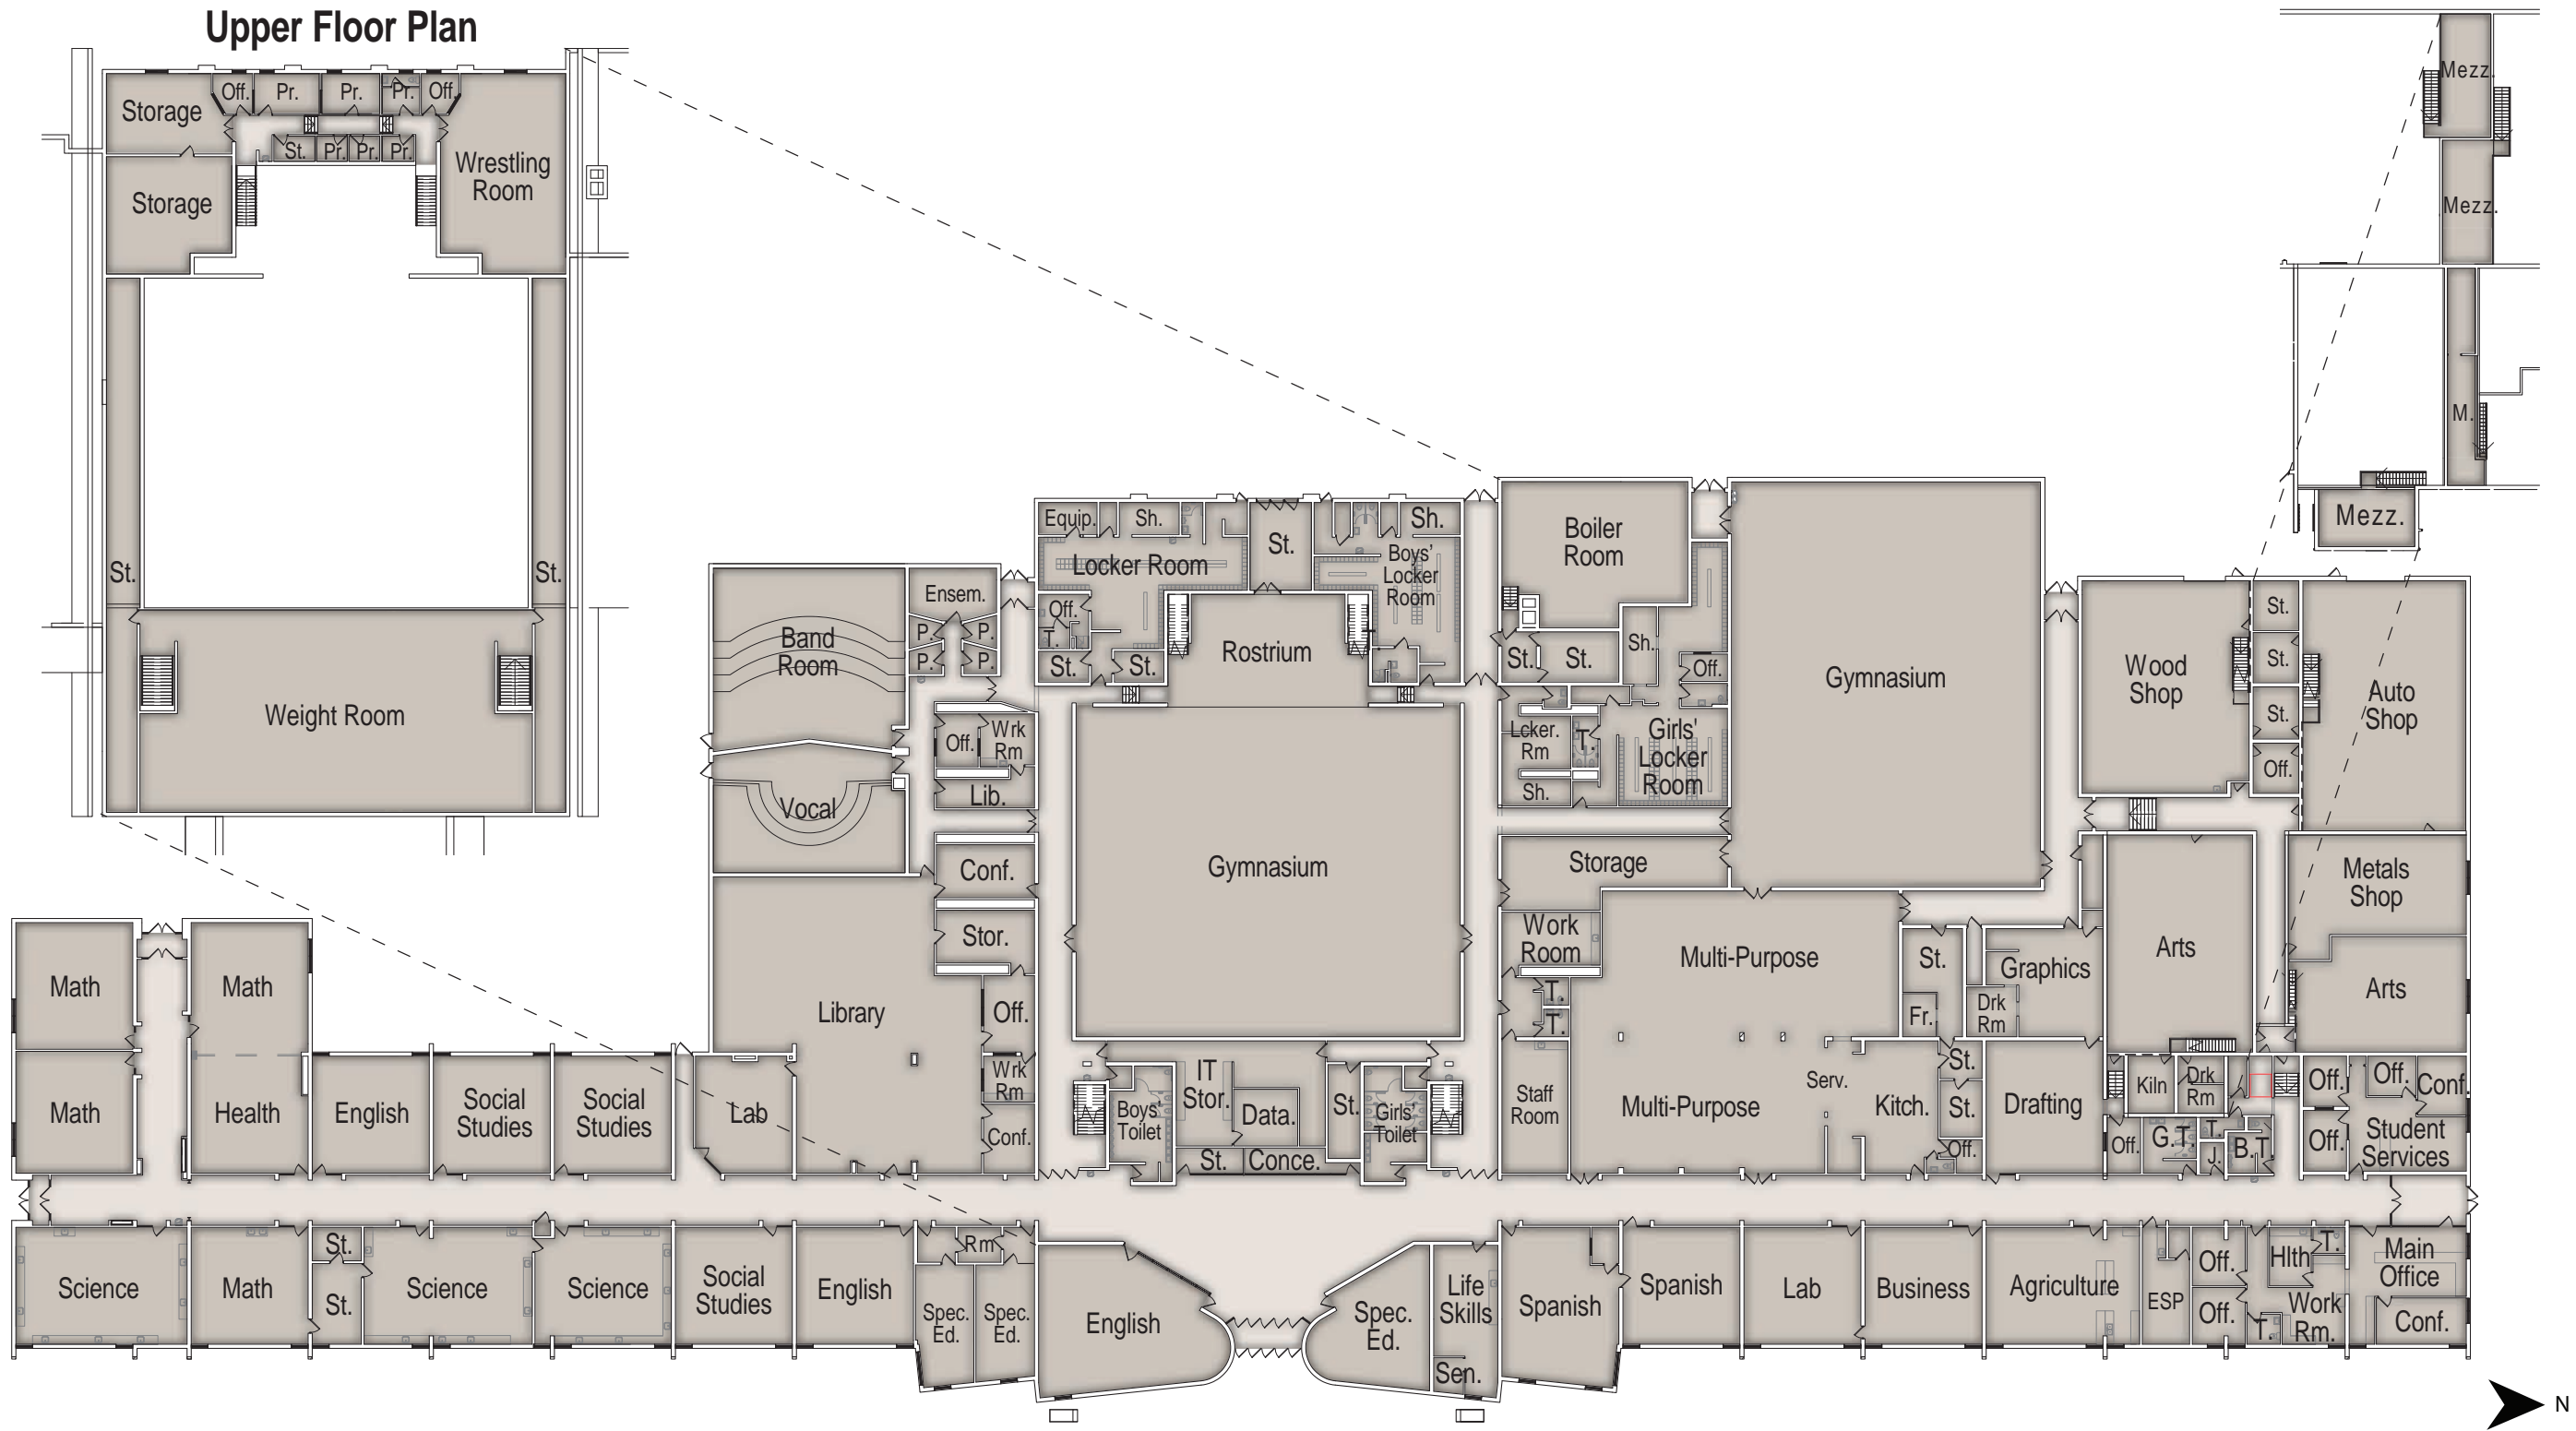 Upper Floor Plan
Mezz.
Storage
Off.
Pr.
Pr.
Pr.
Off.
St.
Pr.
Pr.
Pr.
Wrestling
Room
Storage
Mezz.
St.
St.
Weight Room
M.
Mezz.
Equip.
Sh.
St.
Sh.
Locker Room
Boys'
Locker
Room
Off.
T.
St.
St.
Rostrium
T.
Boiler
Room
Gymnasium
St.
St.
Sh.
Off.
Lcker.
Rm
T.
Girls'
Locker
Room
Sh.
Wood
Shop
St.
St.
St.
Off.
Auto
Shop
Band
Room
Ensem.
P.
P.
P.
P.
Off.
Wrk
Rm
Lib.
Vocal
Conf.
Stor.
Gymnasium
Storage
Work
Room
Multi-Purpose
St.
Fr.
Graphics
Drk
Rm
Arts
Metals
Shop
Arts
Math
Math
Library
Off.
T.
T.
Math
Health
English
Social
Studies
Social
Studies
Lab
Wrk
Rm
Conf.
Boys'
Toilet
IT
Stor.
Data.
St.
Girls'
Toilet
St.
Conce.
Staff
Room
Multi-Purpose
Serv.
Kitch.
St.
St.
Off.
Drafting
Kiln
Drk
Rm
Off.
G.T.
T.
J.
B.T.
Off.
Off.
Conf.
Off.
Student
Services
Science
Math
St.
St.
Science
Science
Social
Studies
English
Rm
Spec.
Ed.
Spec.
Ed.
English
Spec.
Ed.
Life
Skills
Sen.
Spanish
Spanish
Lab
Business
Agriculture
ESP
Off.
Off.
Hlth
T.
Work
Rm.
T.
Main
Office
Conf.
N